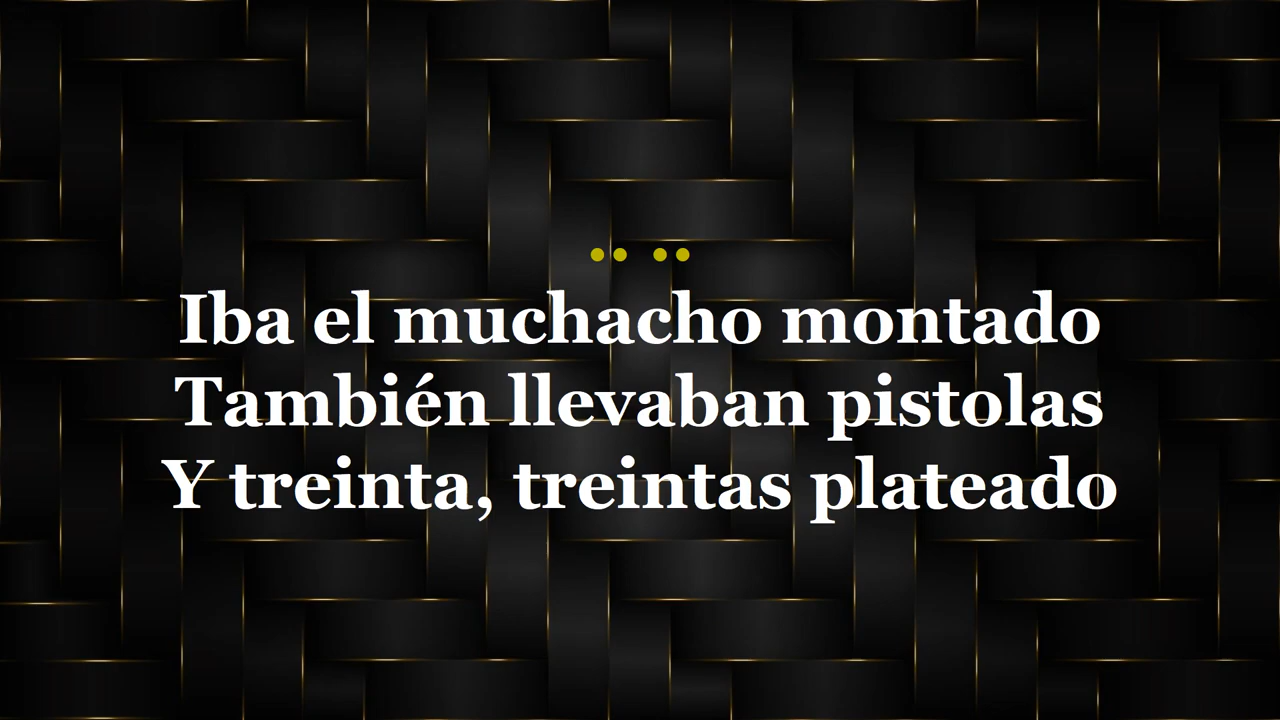 Iba el muchacho montado
También llevaban pistolas
Y treinta, treintas plateado